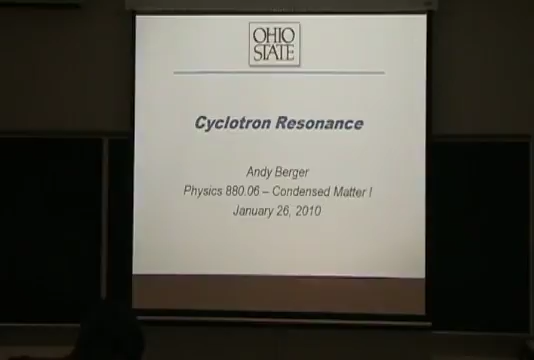 OHIO
STATE
Cyclotron Resonance
Andy Berger
Physics 880.06 – Condensed Matter I
January 26, 2010